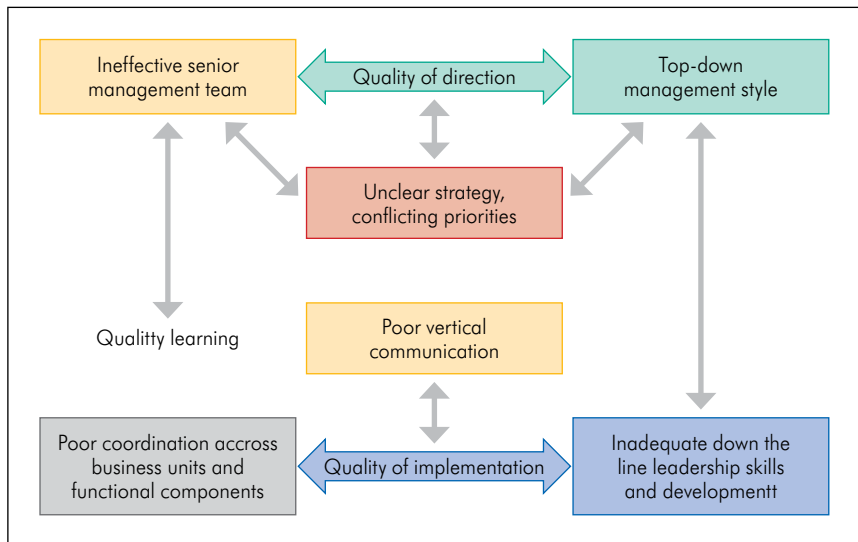 Ineffective senior
management team
Quality of direction
Top-down
management style
Unclear strategy,
conflicting priorities
Qualitty learning
Poor vertical
communication
Poor coordination accross
business units and
functional components
Quality of implementation
Inadequate down the
line leadership skills
and developmentt